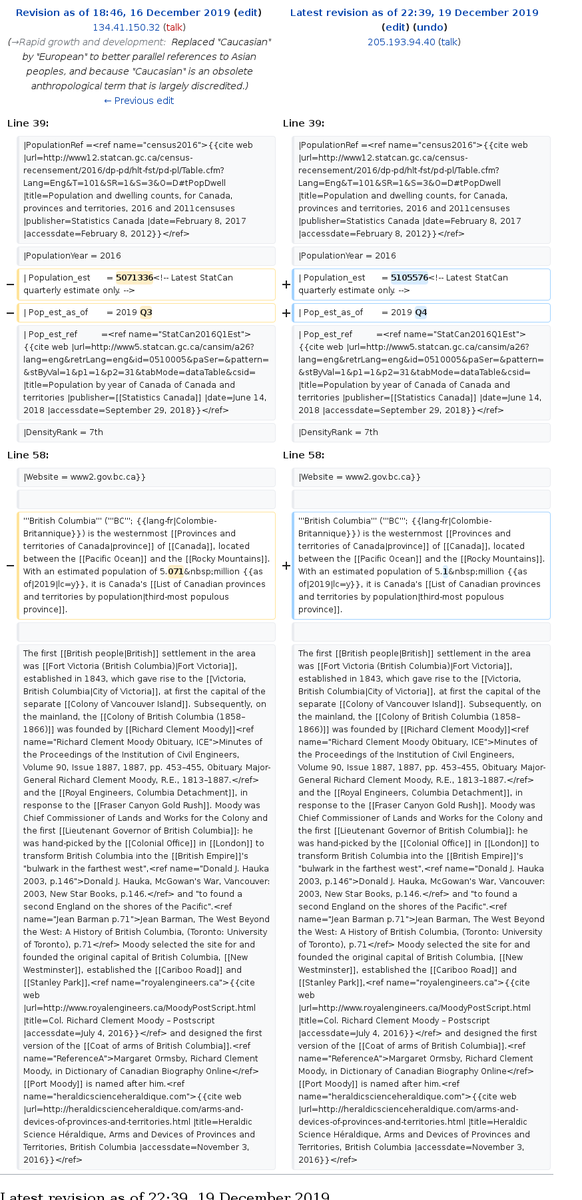 Revision as of 18:46, 16 December 2019 (edit)
134.41.150.32 (talk)
(→Rapid growth and development: Replaced "Caucasian"
by "European" to better parallel references to Asian
peoples, and because "Caucasian" is an obsolete
anthropological term that is largely discredited.)
← Previous edit
Latest revision as of 22:39, 19 December 2019
(edit) (undo)
205.193.94.40 (talk)
Line 39:
|PopulationRef =<ref name="census2016">{{cite web
|url=http://www12.statcan.gc.ca/census-
recensement/2016/dp-pd/hlt-fst/pd-pl/Table.cfm?
Lang=Eng&T=101&SR=1&S=3&O=D#tPopDwell
|title=Population and dwelling counts, for Canada,
provinces and territories, 2016 and 2011censuses
|publisher=Statistics Canada |date=February 8, 2017
|accessdate=February 8, 2012}}</ref>
|PopulationYear = 2016
− | Population_est = 5071336<!-- Latest StatCan
quarterly estimate only. -->
− | Pop_est_as_of = 2019 Q3
| Pop_est_ref =<ref name="StatCan2016Q1Est">
{{cite web |url=http://www5.statcan.gc.ca/cansim/a26?
lang=eng&retrLang=eng&id=0510005&paSer=&pattern=
&stByVal=1&p1=1&p2=31&tabMode=dataTable&csid=
|title=Population by year of Canada of Canada and
territories |publisher=[[Statistics Canada]] |date=June 14,
2018 |accessdate=September 29, 2018}}</ref>
|DensityRank = 7th
Line 39:
|PopulationRef =<ref name="census2016">{{cite web
|url=http://www12.statcan.gc.ca/census-
recensement/2016/dp-pd/hlt-fst/pd-pl/Table.cfm?
Lang=Eng&T=101&SR=1&S=3&O=D#tPopDwell
|title=Population and dwelling counts, for Canada,
provinces and territories, 2016 and 2011censuses
|publisher=Statistics Canada |date=February 8, 2017
|accessdate=February 8, 2012}}</ref>
|PopulationYear = 2016
+ | Population_est = 5105576<!-- Latest StatCan
quarterly estimate only. -->
+ | Pop_est_as_of = 2019 Q4
| Pop_est_ref =<ref name="StatCan2016Q1Est">
{{cite web |url=http://www5.statcan.gc.ca/cansim/a26?
lang=eng&retrLang=eng&id=0510005&paSer=&pattern=
&stByVal=1&p1=1&p2=31&tabMode=dataTable&csid=
|title=Population by year of Canada of Canada and
territories |publisher=[[Statistics Canada]] |date=June 14,
2018 |accessdate=September 29, 2018}}</ref>
|DensityRank = 7th
Line 58:
|Website = www2.gov.bc.ca}}
− '''British Columbia''' ('''BC'''; {{lang-fr|Colombie-
Britannique}}) is the westernmost [[Provinces and
territories of Canada|province]] of [[Canada]], located
between the [[Pacific Ocean]] and the [[Rocky Mountains]].
With an estimated population of 5.071&nbsp;million {{as
of|2019|lc=y}}, it is Canada's [[List of Canadian provinces
and territories by population|third-most populous
province]].
The first [[British people|British]] settlement in the area
was [[Fort Victoria (British Columbia)|Fort Victoria]],
established in 1843, which gave rise to the [[Victoria,
British Columbia|City of Victoria]], at first the capital of the
separate [[Colony of Vancouver Island]]. Subsequently, on
the mainland, the [[Colony of British Columbia (1858–
1866)]] was founded by [[Richard Clement Moody]]<ref
name="Richard Clement Moody Obituary, ICE">Minutes of
the Proceedings of the Institution of Civil Engineers,
Volume 90, Issue 1887, 1887, pp. 453–455, Obituary. Major-
General Richard Clement Moody, R.E., 1813–1887.</ref>
and the [[Royal Engineers, Columbia Detachment]], in
response to the [[Fraser Canyon Gold Rush]]. Moody was
Chief Commissioner of Lands and Works for the Colony and
the first [[Lieutenant Governor of British Columbia]]: he
was hand-picked by the [[Colonial Office]] in [[London]] to
transform British Columbia into the [[British Empire]]'s
"bulwark in the farthest west",<ref name="Donald J. Hauka
2003, p.146">Donald J. Hauka, McGowan's War, Vancouver:
2003, New Star Books, p.146.</ref> and "to found a
second England on the shores of the Pacific".<ref
name="Jean Barman p.71">Jean Barman, The West Beyond
the West: A History of British Columbia, (Toronto: University
of Toronto), p.71</ref> Moody selected the site for and
founded the original capital of British Columbia, [[New
Westminster]], established the [[Cariboo Road]] and
[[Stanley Park]],<ref name="royalengineers.ca">{{cite
web
|url=http://www.royalengineers.ca/MoodyPostScript.html
|title=Col. Richard Clement Moody – Postscript
|accessdate=July 4, 2016}}</ref> and designed the first
version of the [[Coat of arms of British Columbia]].<ref
name="ReferenceA">Margaret Ormsby, Richard Clement
Moody, in Dictionary of Canadian Biography Online</ref>
[[Port Moody]] is named after him.<ref
name="heraldicscienceheraldique.com">{{cite web
|url=http://heraldicscienceheraldique.com/arms-and-
devices-of-provinces-and-territories.html |title=Heraldic
Science Héraldique, Arms and Devices of Provinces and
Territories, British Columbia |accessdate=November 3,
2016}}</ref>
Line 58:
|Website = www2.gov.bc.ca}}
+ '''British Columbia''' ('''BC'''; {{lang-fr|Colombie-
Britannique}}) is the westernmost [[Provinces and
territories of Canada|province]] of [[Canada]], located
between the [[Pacific Ocean]] and the [[Rocky Mountains]].
With an estimated population of 5.1&nbsp;million {{as
of|2019|lc=y}}, it is Canada's [[List of Canadian provinces
and territories by population|third-most populous
province]].
The first [[British people|British]] settlement in the area
was [[Fort Victoria (British Columbia)|Fort Victoria]],
established in 1843, which gave rise to the [[Victoria,
British Columbia|City of Victoria]], at first the capital of the
separate [[Colony of Vancouver Island]]. Subsequently, on
the mainland, the [[Colony of British Columbia (1858–
1866)]] was founded by [[Richard Clement Moody]]<ref
name="Richard Clement Moody Obituary, ICE">Minutes of
the Proceedings of the Institution of Civil Engineers,
Volume 90, Issue 1887, 1887, pp. 453–455, Obituary. Major-
General Richard Clement Moody, R.E., 1813–1887.</ref>
and the [[Royal Engineers, Columbia Detachment]], in
response to the [[Fraser Canyon Gold Rush]]. Moody was
Chief Commissioner of Lands and Works for the Colony and
the first [[Lieutenant Governor of British Columbia]]: he
was hand-picked by the [[Colonial Office]] in [[London]] to
transform British Columbia into the [[British Empire]]'s
"bulwark in the farthest west",<ref name="Donald J. Hauka
2003, p.146">Donald J. Hauka, McGowan's War, Vancouver:
2003, New Star Books, p.146.</ref> and "to found a
second England on the shores of the Pacific".<ref
name="Jean Barman p.71">Jean Barman, The West Beyond
the West: A History of British Columbia, (Toronto: University
of Toronto), p.71</ref> Moody selected the site for and
founded the original capital of British Columbia, [[New
Westminster]], established the [[Cariboo Road]] and
[[Stanley Park]],<ref name="royalengineers.ca">{{cite
web
|url=http://www.royalengineers.ca/MoodyPostScript.html
|title=Col. Richard Clement Moody – Postscript
|accessdate=July 4, 2016}}</ref> and designed the first
version of the [[Coat of arms of British Columbia]].<ref
name="ReferenceA">Margaret Ormsby, Richard Clement
Moody, in Dictionary of Canadian Biography Online</ref>
[[Port Moody]] is named after him.<ref
name="heraldicscienceheraldique.com">{{cite web
|url=http://heraldicscienceheraldique.com/arms-and-
devices-of-provinces-and-territories.html |title=Heraldic
Science Héraldique, Arms and Devices of Provinces and
Territories, British Columbia |accessdate=November 3,
2016}}</ref>
Latest revision as of 22:39, 19 December 2019